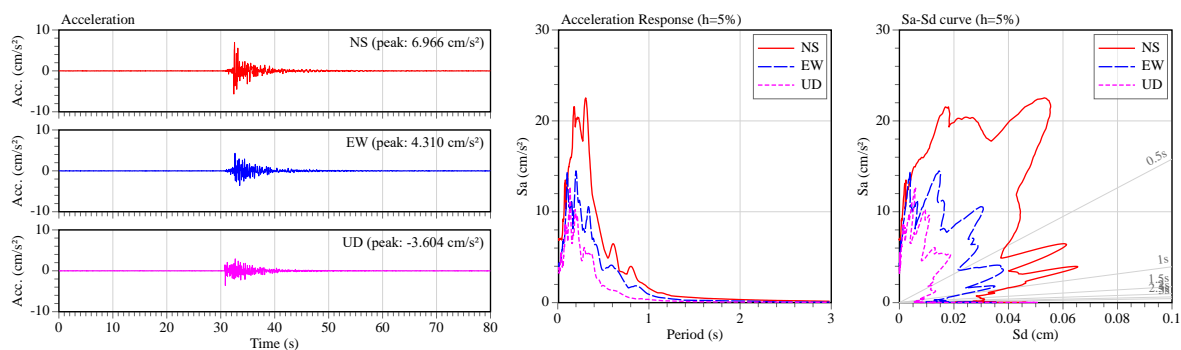 Acceleration
10
0
-10
Acc. (cm/s²)
NS (peak: 6.966 cm/s²)
10
0
-10
Acc. (cm/s²)
EW (peak: 4.310 cm/s²)
10
0
-10
Acc. (cm/s²)
UD (peak: -3.604 cm/s²)
0 10 20 30 40 50 60 70 80
Time (s)
Acceleration Response (h=5%)
30
20
10
0
Sa (cm/s²)
NS
EW
UD
0 1 2 3
Period (s)
Sa-Sd curve (h=5%)
30
20
10
0
Sa (cm/s²)
NS
EW
UD
0.5s
1s
1.5s
0 0.02 0.04 0.06 0.08 0.1
Sd (cm)